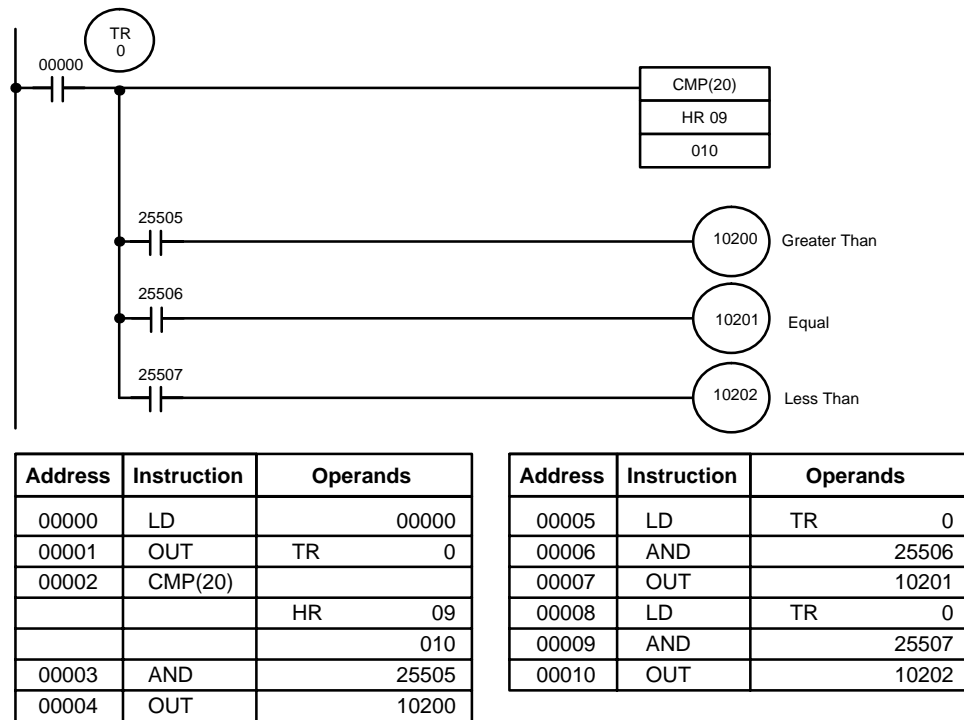 TR
0
00000
CMP(20)
HR 09
010
25505
10200 Greater Than
25506
10201 Equal
25507
10202 Less Than
Address Instruction Operands
00000 LD 00000
00001 OUT TR 0
00002 CMP(20)
HR 09
010
00003 AND 25505
00004 OUT 10200
Address Instruction Operands
00005 LD TR 0
00006 AND 25506
00007 OUT 10201
00008 LD TR 0
00009 AND 25507
00010 OUT 10202